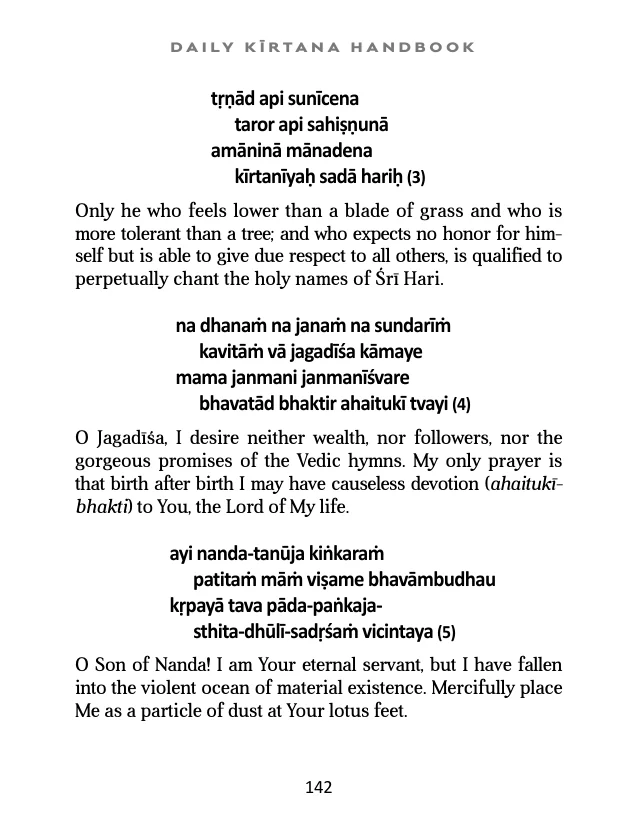 DAILY KĪRTANA HANDBOOK
tṛṇād api sunīcena
taror api sahiṣṇunā
amāninā mānadena
kīrtanīyaḥ sadā hariḥ (3)
Only he who feels lower than a blade of grass and who is
more tolerant than a tree; and who expects no honor for him-
self but is able to give due respect to all others, is qualified to
perpetually chant the holy names of Śrī Hari.
na dhanaṁ na janaṁ na sundarīṁ
kavitāṁ vā jagadīśa kāmaye
mama janmani janmanīśvare
bhavatād bhaktir ahaitukī tvayi (4)
O Jagadīśa, I desire neither wealth, nor followers, nor the
gorgeous promises of the Vedic hymns. My only prayer is
that birth after birth I may have causeless devotion (ahaitukī-
bhakti) to You, the Lord of My life.
ayi nanda-tanūja kiṅkaraṁ
patitaṁ māṁ viṣame bhavāmbudhau
kṛpayā tava pāda-paṅkaja-
sthita-dhūlī-sadṛśaṁ vicintaya (5)
O Son of Nanda! I am Your eternal servant, but I have fallen
into the violent ocean of material existence. Mercifully place
Me as a particle of dust at Your lotus feet.
142